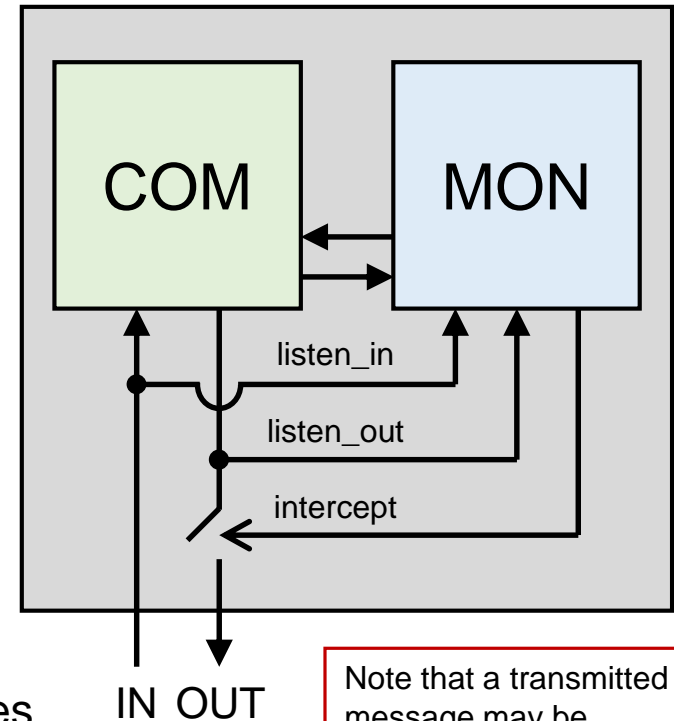 COM MON
listen_in
listen_out
intercept
IN OUT
Note that a transmitted
message may be